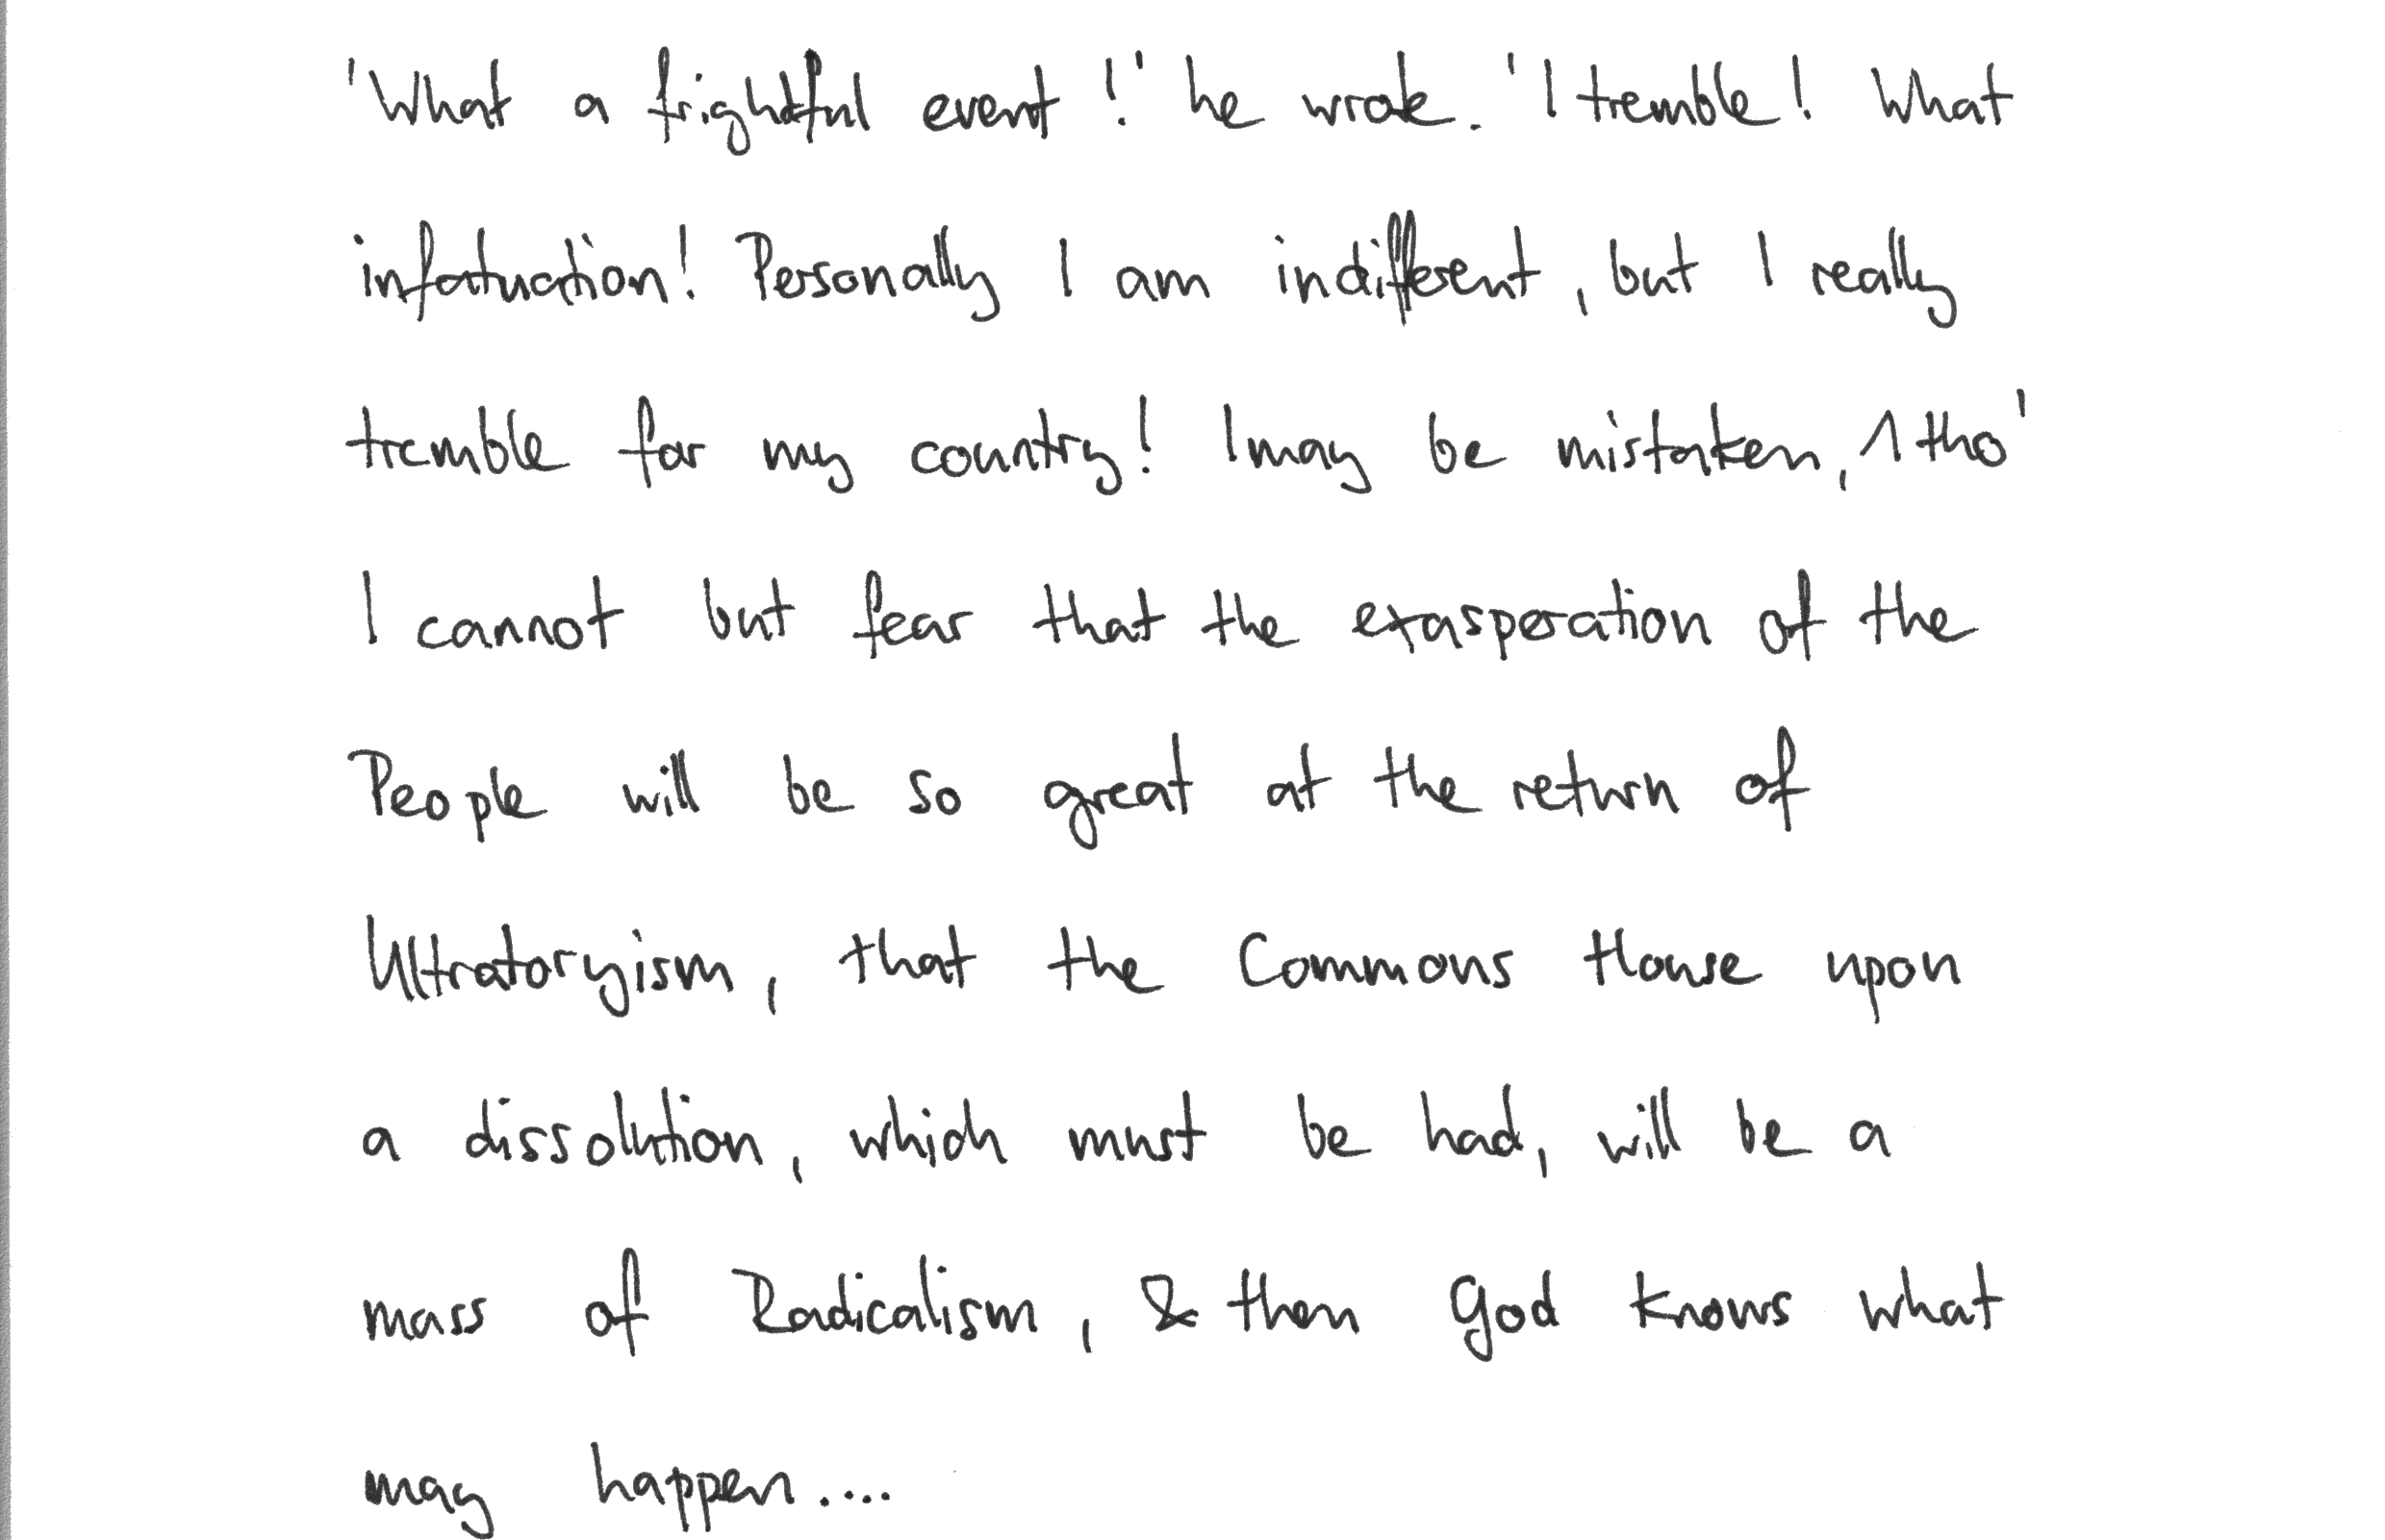 'What a frightful event!' he wrote. 'I tremble! What
infatuation! Personally I am indifferent, but I really
tremble for my country! I may be mistaken, 1 tho'
I cannot but fear that the exasperation of the
People will be so great at the return of
Ultratoryism, that the Commons House upon
a dissolution, which must be had, will be a
mass of Radicalism, & then God knows what
may happen....